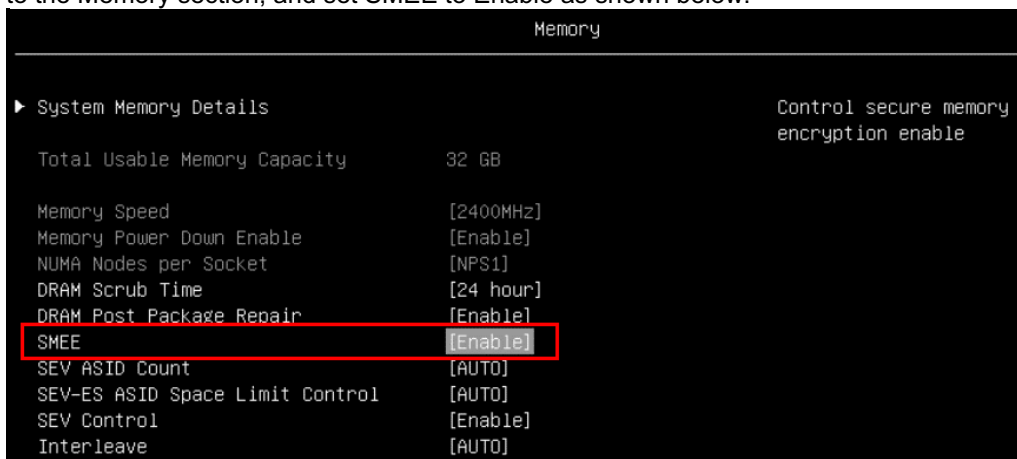 to the Memory section, and set SMEE to Enable as shown below.
Memory
System Memory Details
Control secure memory
encryption enable
Total Usable Memory Capacity 32 GB
Memory Speed [2400MHz]
Memory Power Down Enable [Enable]
NUMA Nodes per Socket [NPS1]
DRAM Scrub Time [24 hour]
DRAM Post Package Repair [Enable]
SMEE [Enable]
SEV ASID Count [AUTO]
SEV-ES ASID Space Limit Control [AUTO]
SEV Control [Enable]
Interleave [AUTO]